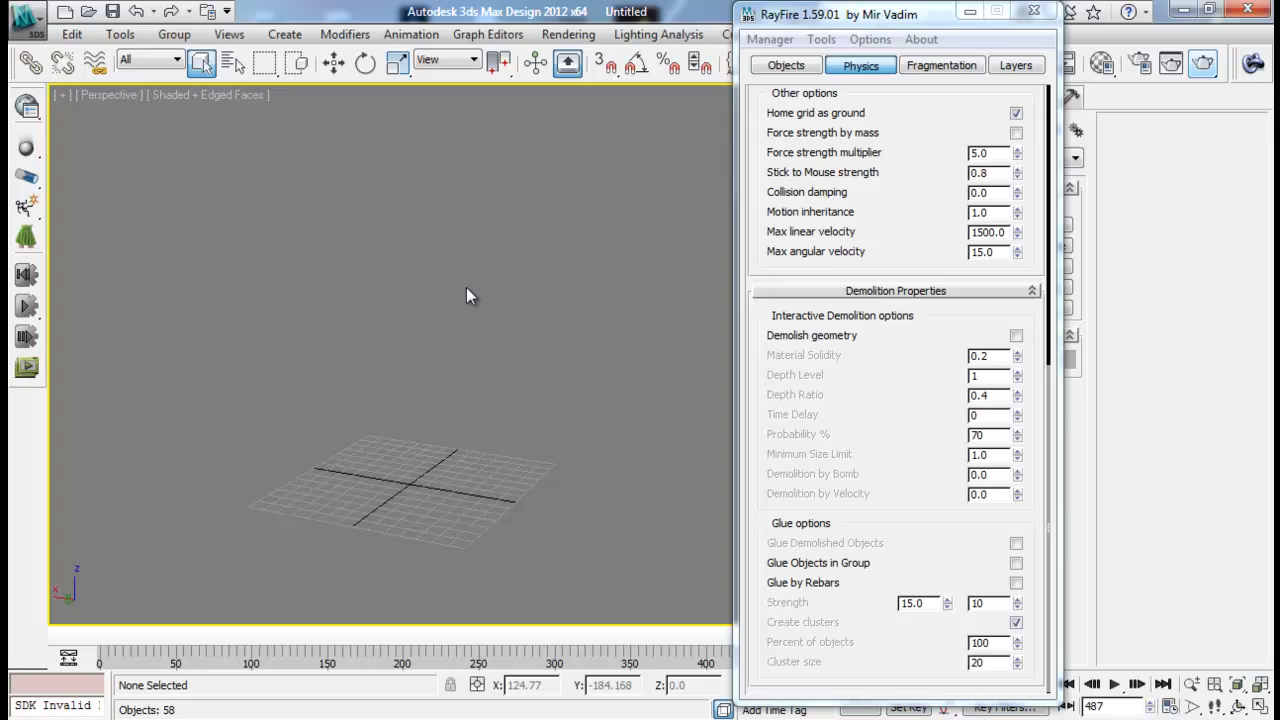 Autodesk 3ds Max Design 2012 x64 Untitled
RayFire 1.59.01 by Mir Vadim
Edit Tools Group Views Create Modifiers Animation Graph Editors Rendering Lighting Analysis
Manager Tools Options About
All View
Objects Physics Fragmentation Layers
[ + ] [ Perspective ] [ Shaded + Edged Faces ]
Other options
Home grid as ground
Force strength by mass
Force strength multiplier 5.0
Stick to Mouse strength 0.8
Collision damping 0.0
Motion inheritance 1.0
Max linear velocity 1500.0
Max angular velocity 15.0
Demolition Properties
Interactive Demolition options
Demolish geometry
Material Solidity 0.2
Depth Level 1
Depth Ratio 0.4
Time Delay 0
Probability % 70
Minimum Size Limit 1.0
Demolition by Bomb 0.0
Demolition by Velocity 0.0
Glue options
Glue Demolished Objects
Glue Objects in Group
Glue by Rebars
Strength 15.0 10
Create clusters
Percent of objects 100
Cluster size 20
z
x
0 50 100 150 200 250 300 350 400
None Selected X: 124.77 Y: -184.168 Z: 0.0
SDK Invalid Objects: 58 Add Time Tag Set Key Key Filters... 487